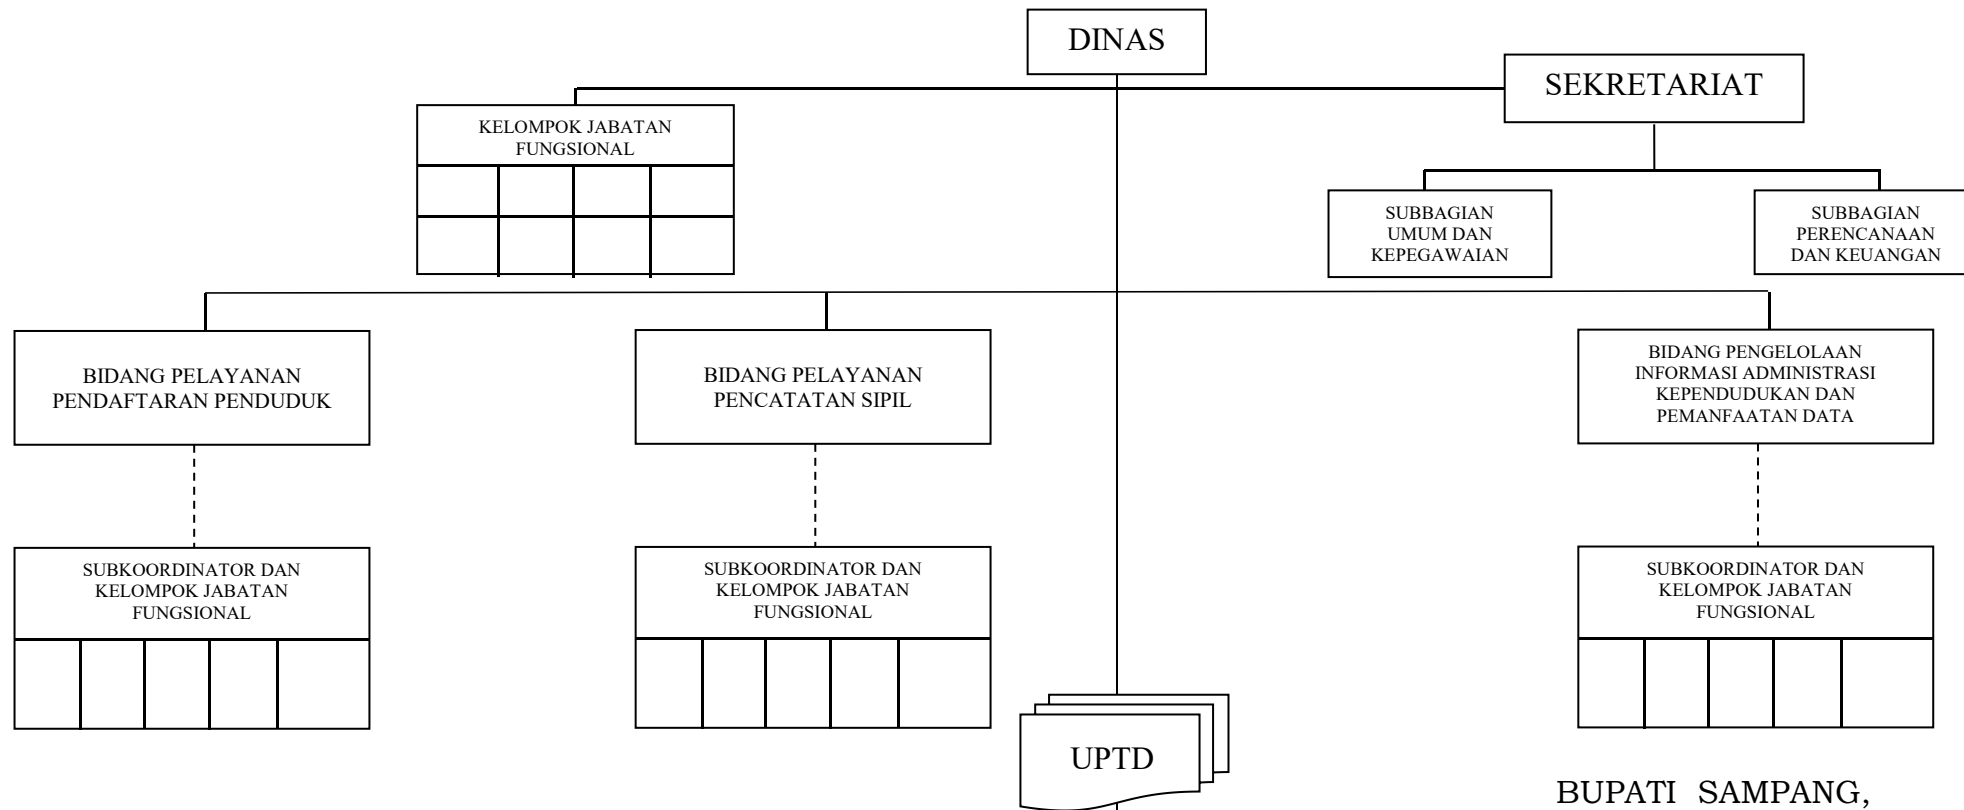 DINAS
SEKRETARIAT
KELOMPOK JABATAN
FUNGSIONAL
SUBBAGIAN
UMUM DAN
KEPEGAWAIAN
SUBBAGIAN
PERENCANAAN
DAN KEUANGAN
BIDANG PELAYANAN
PENDAFTARAN PENDUDUK
BIDANG PELAYANAN
PENCATATAN SIPIL
BIDANG PENGELOLAAN
INFORMASI ADMINISTRASI
KEPENDUDUKAN DAN
PEMANFAATAN DATA
SUBKOORDINATOR DAN
KELOMPOK JABATAN
FUNGSIONAL
SUBKOORDINATOR DAN
KELOMPOK JABATAN
FUNGSIONAL
SUBKOORDINATOR DAN
KELOMPOK JABATAN
FUNGSIONAL
UPTD
BUPATI SAMPANG,